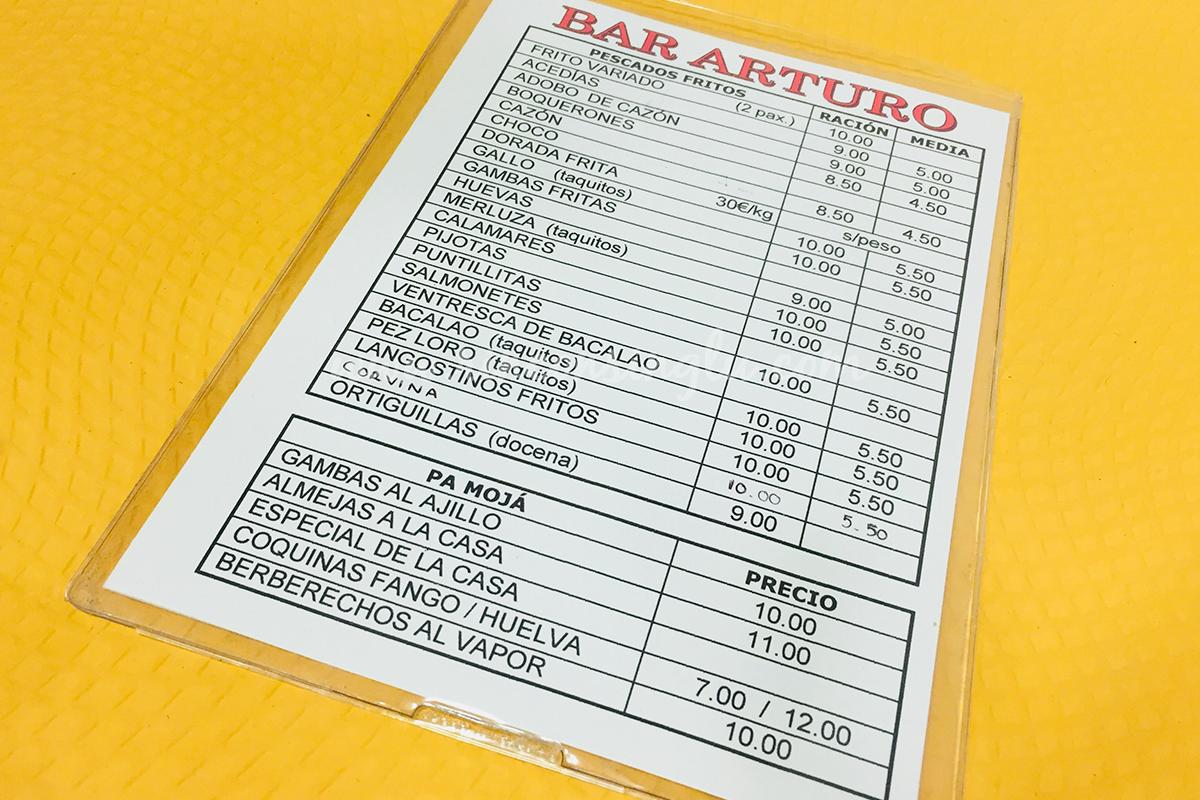 BAR ARTURO
PESCADOS FRITOS RACIÓN MEDIA
FRITO VARIADO (2 pax.) 10.00
ACEDÍAS 9.00 5.00
ADOBO DE CAZÓN 9.00 5.00
BOQUERONES 8.50 4.50
CAZÓN
CHOCO 8.50 4.50
DORADA FRITA 30€/kg s/peso
GALLO (taquitos) 10.00 5.50
GAMBAS FRITAS 10.00 5.50
HUEVAS
MERLUZA (taquitos) 9.00 5.00
CALAMARES 10.00 5.50
PIJOTAS 10.00 5.50
PUNTILLITAS
SALMONETES 10.00 5.50
VENTRESCA DE BACALAO
BACALAO (taquitos) 10.00 5.50
PEZ LORO (taquitos) 10.00 5.50
LANGOSTINOS FRITOS 10.00 5.50
CORVINA 10.00 5.50
ORTIGUILLAS (docena) 9.00
PA MOJÁ PRECIO
GAMBAS AL AJILLO 10.00
ALMEJAS A LA CASA 11.00
ESPECIAL DE LA CASA
COQUINAS FANGO / HUELVA 7.00 / 12.00
BERBERECHOS AL VAPOR 10.00